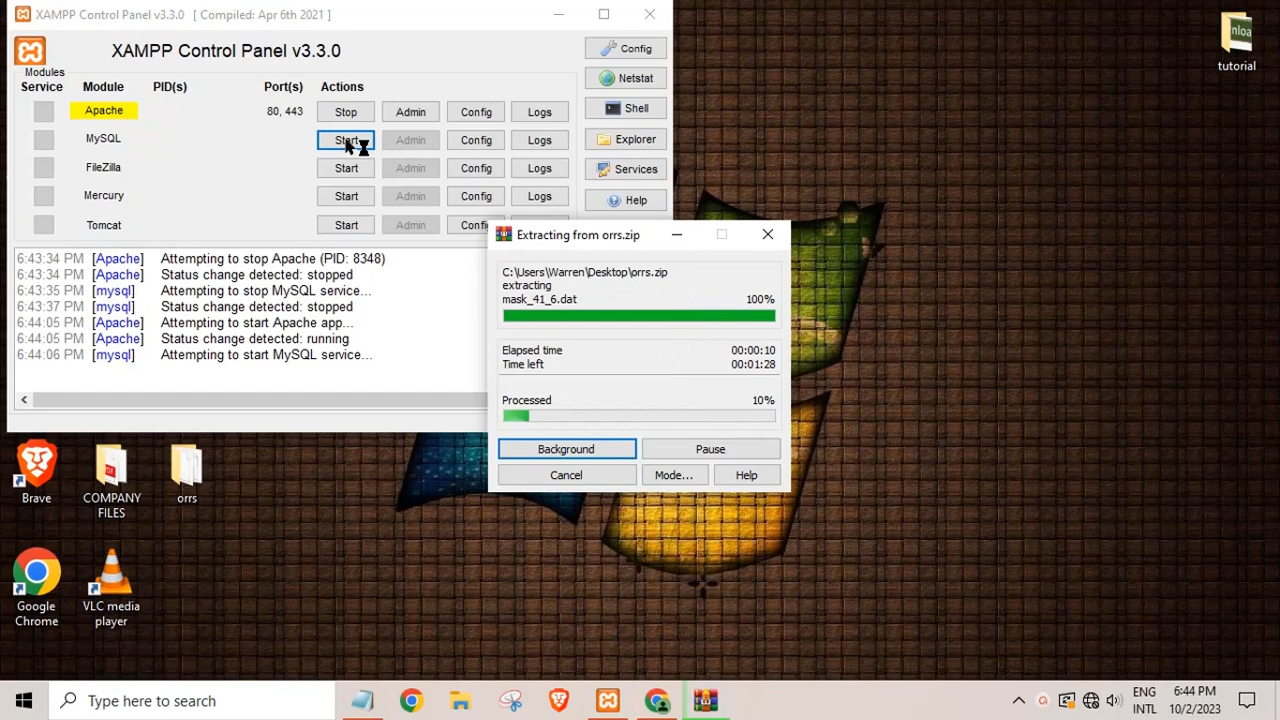 XAMPP Control Panel v3.3.0 [ Compiled: Apr 6th 2021 ]
XAMPP Control Panel v3.3.0
Config
Modules
Service Module PID(s) Port(s) Actions
Netstat
Apache 80, 443 Stop Admin Config Logs
Shell
MySQL Start Admin Config Logs
Explorer
FileZilla Start Admin Config Logs
Services
Mercury Start Admin Config Logs
Help
Tomcat Start Admin Config Logs
6:43:34 PM [Apache] Attempting to stop Apache (PID: 8348)
6:43:34 PM [Apache] Status change detected: stopped
6:43:35 PM [mysql] Attempting to stop MySQL service...
6:43:37 PM [mysql] Status change detected: stopped
6:44:05 PM [Apache] Attempting to start Apache app...
6:44:05 PM [Apache] Status change detected: running
6:44:06 PM [mysql] Attempting to start MySQL service...
Extracting from orrs.zip
C:\Users\Warren\Desktop\orrs.zip
extracting
mask_41_6.dat 100%
Elapsed time 00:00:10
Time left 00:01:28
Processed 10%
Background Pause
Cancel Mode... Help
nloa
tutorial
Brave
COMPANY
FILES
orrs
Google
Chrome
VLC media
player
Type here to search
ENG
INTL
6:44 PM
10/2/2023